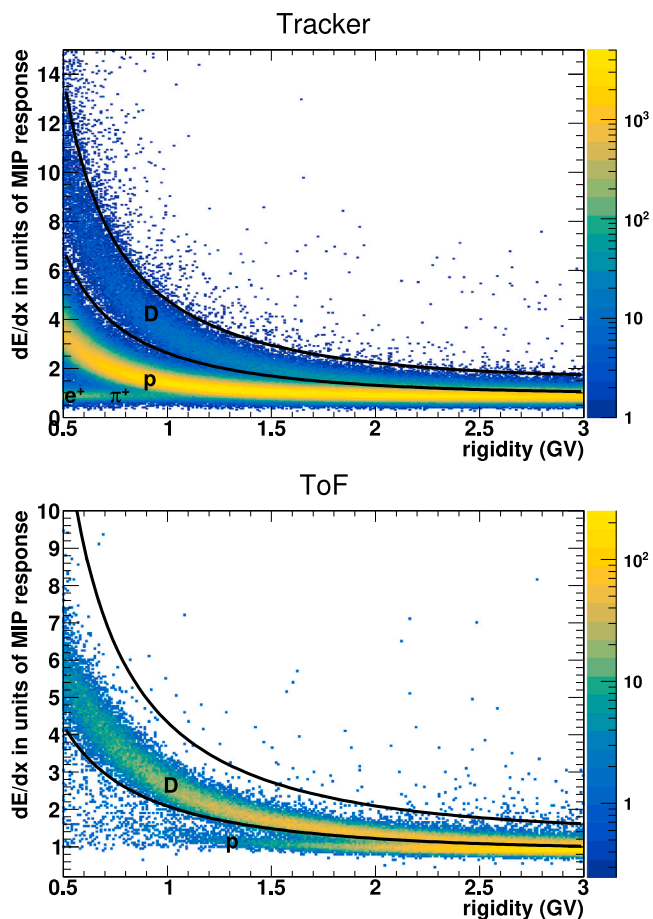 Tracker
dE/dx in units of MIP response
14
12
10
8
6
4
2
0
D
p
e⁺ π⁺
0.5 1 1.5 2 2.5 3
rigidity (GV)
10³
10²
10
1
ToF
dE/dx in units of MIP response
10
9
8
7
6
5
4
3
2
1
D
p
0.5 1 1.5 2 2.5 3
rigidity (GV)
10²
10
1